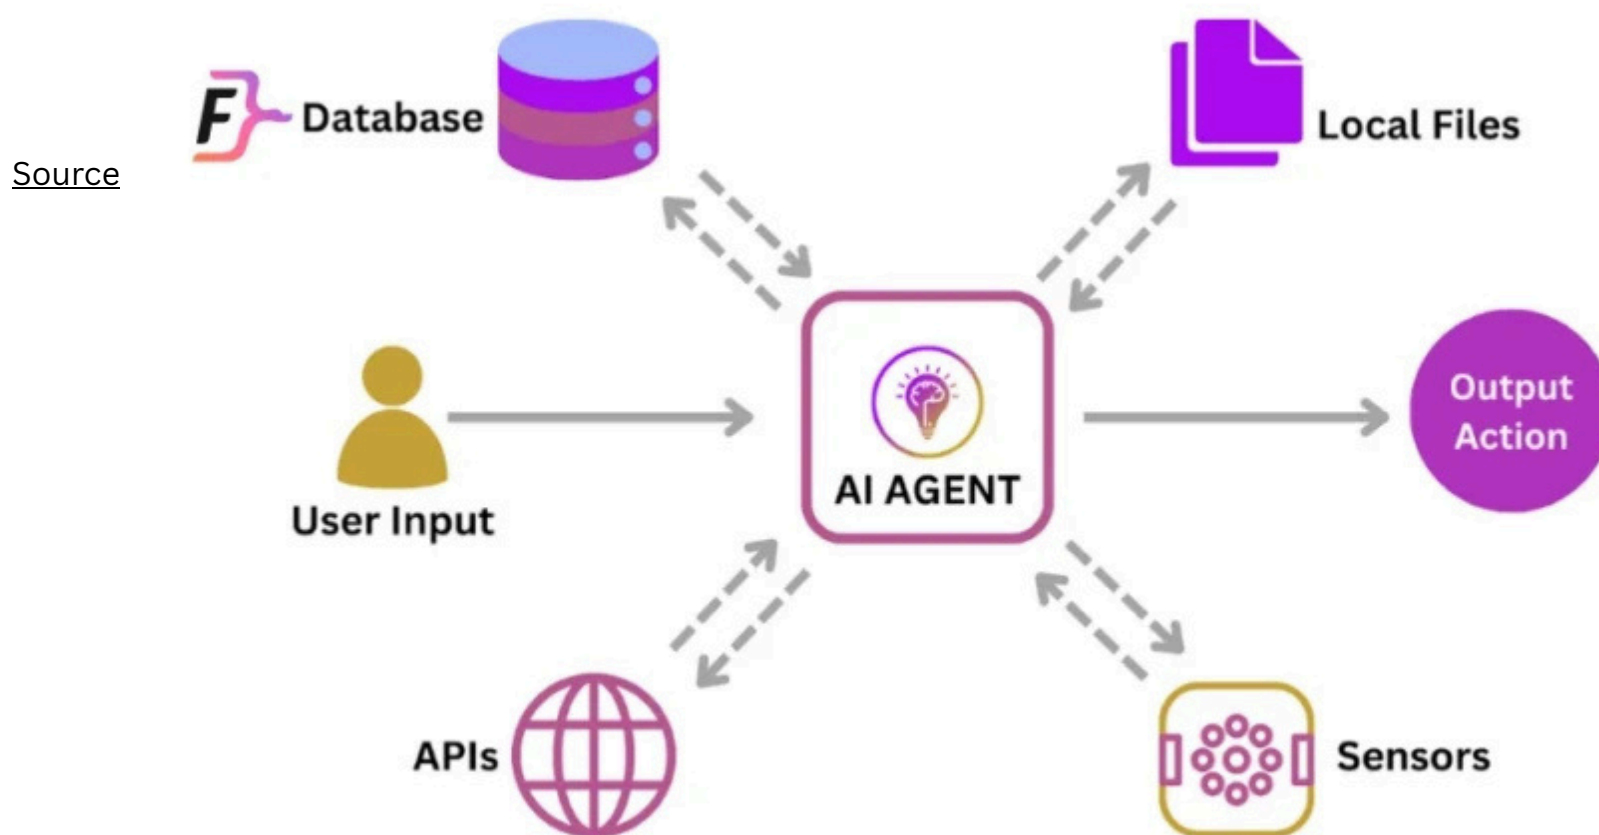 F
Database
Local Files
Source
Output
Action
AI AGENT
User Input
APIs
Sensors